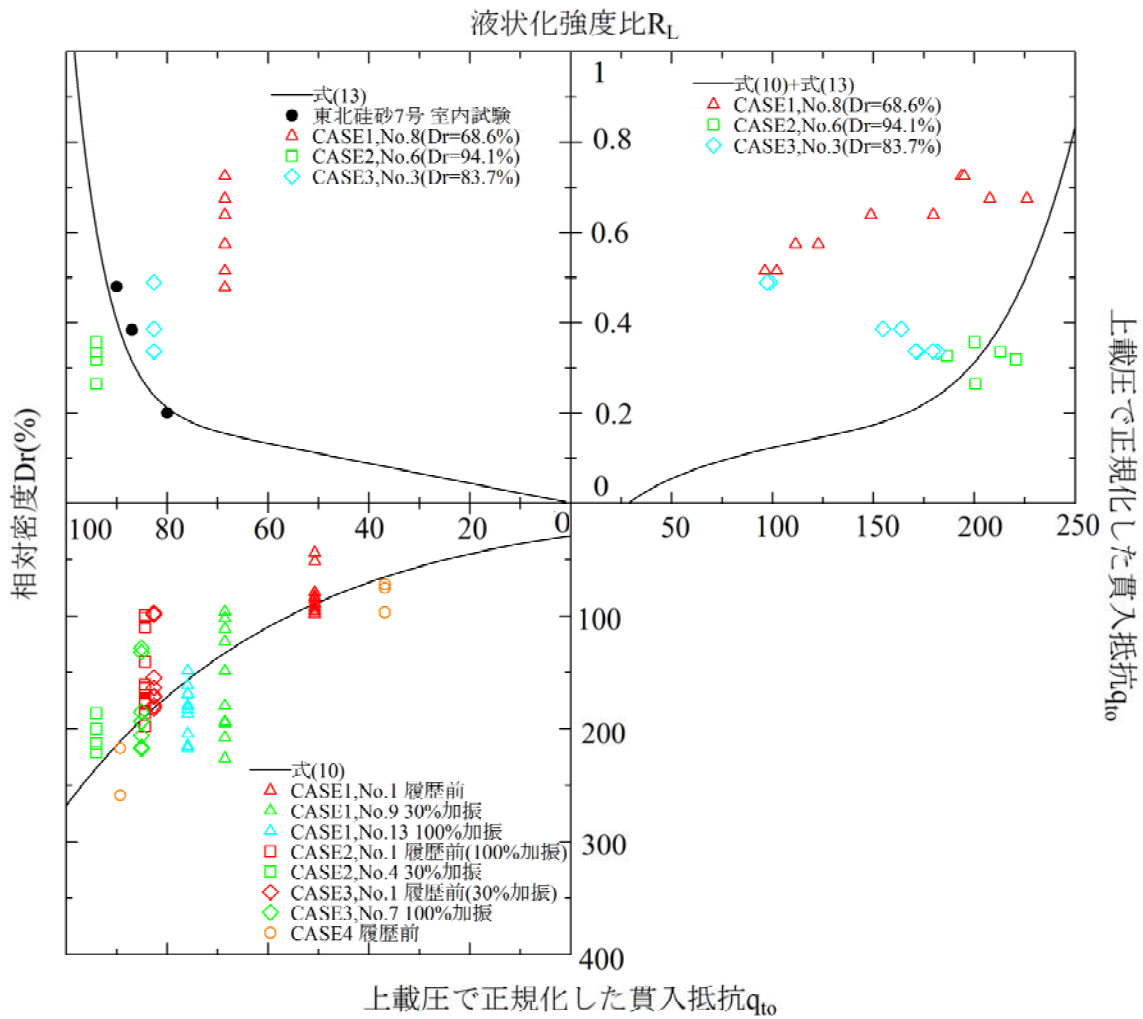 液状化強度比RL
式(13)
東北硅砂7号 室内試験
CASE1,No.8(Dr=68.6%)
CASE2,No.6(Dr=94.1%)
CASE3,No.3(Dr=83.7%)
1
0.8
0.6
0.4
0.2
0
式(10)+式(13)
CASE1,No.8(Dr=68.6%)
CASE2,No.6(Dr=94.1%)
CASE3,No.3(Dr=83.7%)
上載圧で正規化した貫入抵抗qto
相対密度Dr(%)
100 80 60 40 20 0
50 100 150 200 250
100
200
300
400
式(10)
CASE1,No.1 履歴前
CASE1,No.9 30%加振
CASE1,No.13 100%加振
CASE2,No.1 履歴前(100%加振)
CASE2,No.4 30%加振
CASE3,No.1 履歴前(30%加振)
CASE3,No.7 100%加振
CASE4 履歴前
上載圧で正規化した貫入抵抗qto